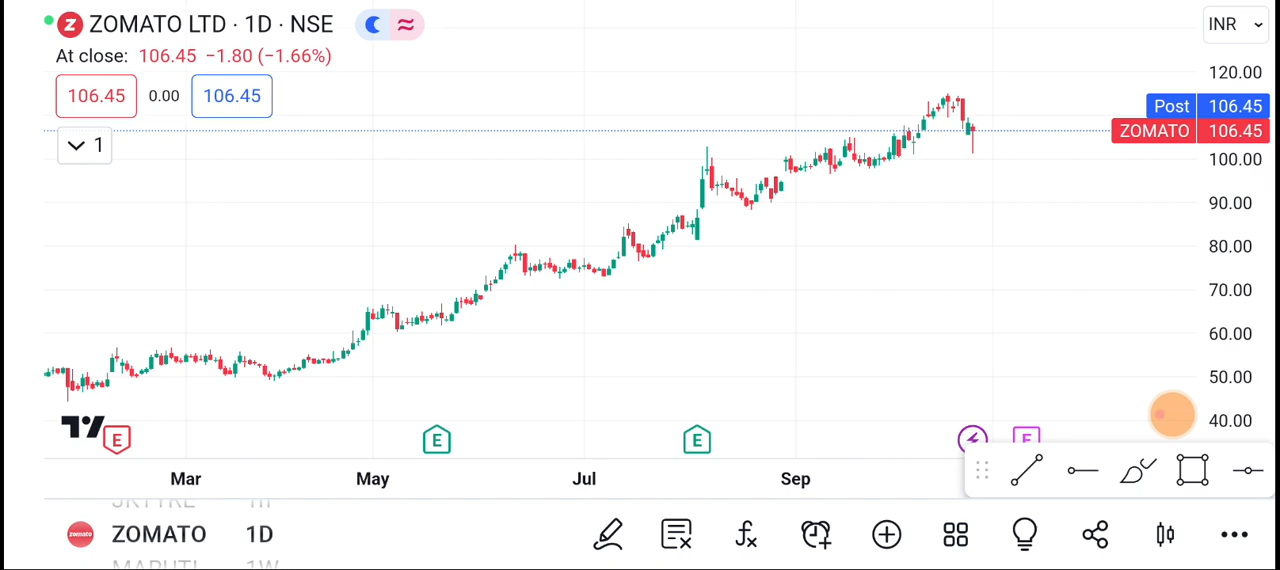 ZOMATO LTD · 1D · NSE
INR
At close: 106.45 −1.80 (−1.66%)
106.45 0.00 106.45
1
120.00
Post 106.45
ZOMATO 106.45
100.00
90.00
80.00
70.00
60.00
50.00
40.00
E E E E
Mar May Jul Sep
ZOMATO 1D
MARUTI 1W